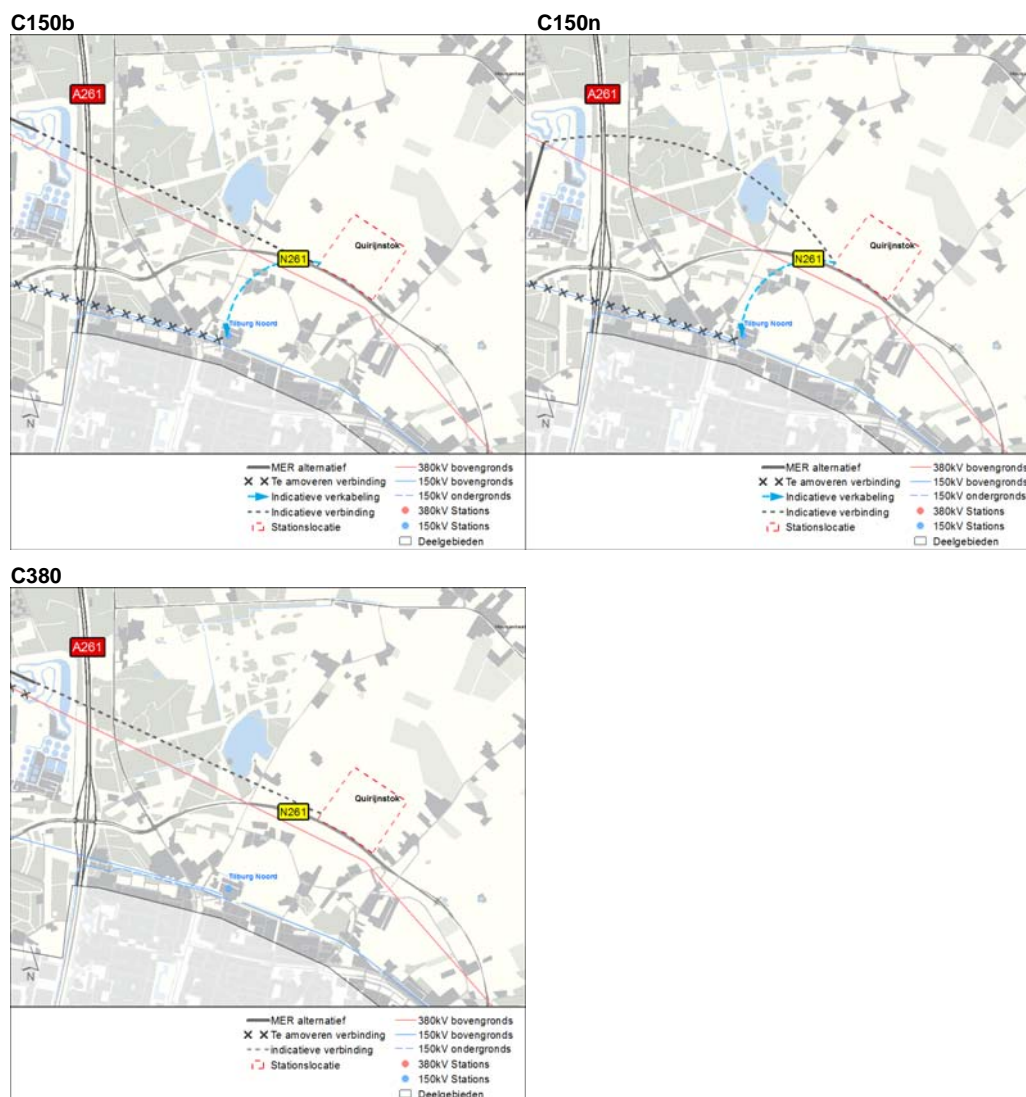 C150b
C150n
A261
Quirijnstok
N261
Tilburg Noord
N
MER alternatief
Te amoveren verbinding
Indicatieve verkabeling
Indicatieve verbinding
Stationslocatie
380kV bovengronds
150kV bovengronds
150kV ondergronds
380kV Stations
150kV Stations
Deelgebieden
A261
Quirijnstok
N261
Tilburg Noord
N
MER alternatief
Te amoveren verbinding
Indicatieve verkabeling
Indicatieve verbinding
Stationslocatie
380kV bovengronds
150kV bovengronds
150kV ondergronds
380kV Stations
150kV Stations
Deelgebieden
C380
A261
Quirijnstok
N261
Tilburg Noord
N
MER alternatief
Te amoveren verbinding
indicatieve verbinding
Stationslocatie
380kV bovengronds
150kV bovengronds
150kV ondergronds
380kV Stations
150kV Stations
Deelgebieden